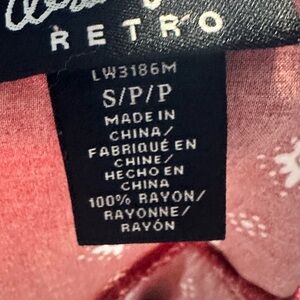 RETRO
LW3186M
S/P/P
MADE IN
CHINA/
FABRIQUÉ EN
CHINE/
HECHO EN
CHINA
100% RAYON/
RAYONNE/
RAYÓN